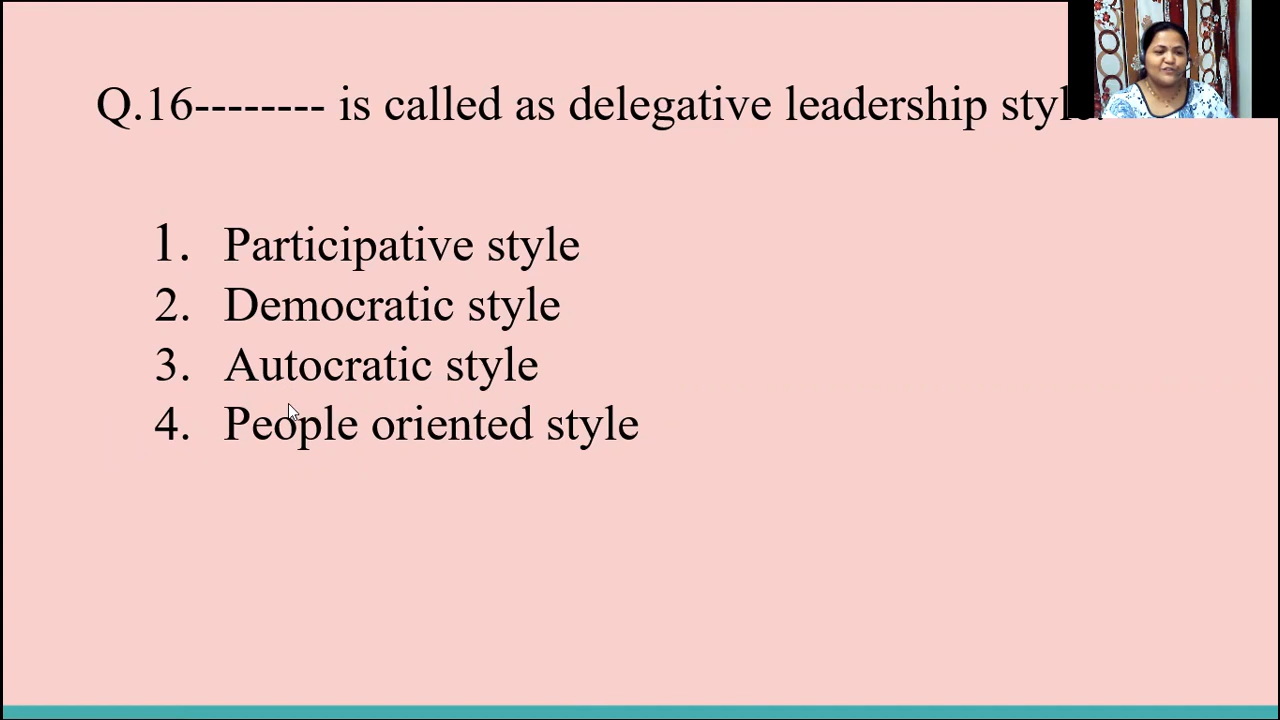 Q.16-------- is called as delegative leadership style
1. Participative style
2. Democratic style
3. Autocratic style
4. People oriented style